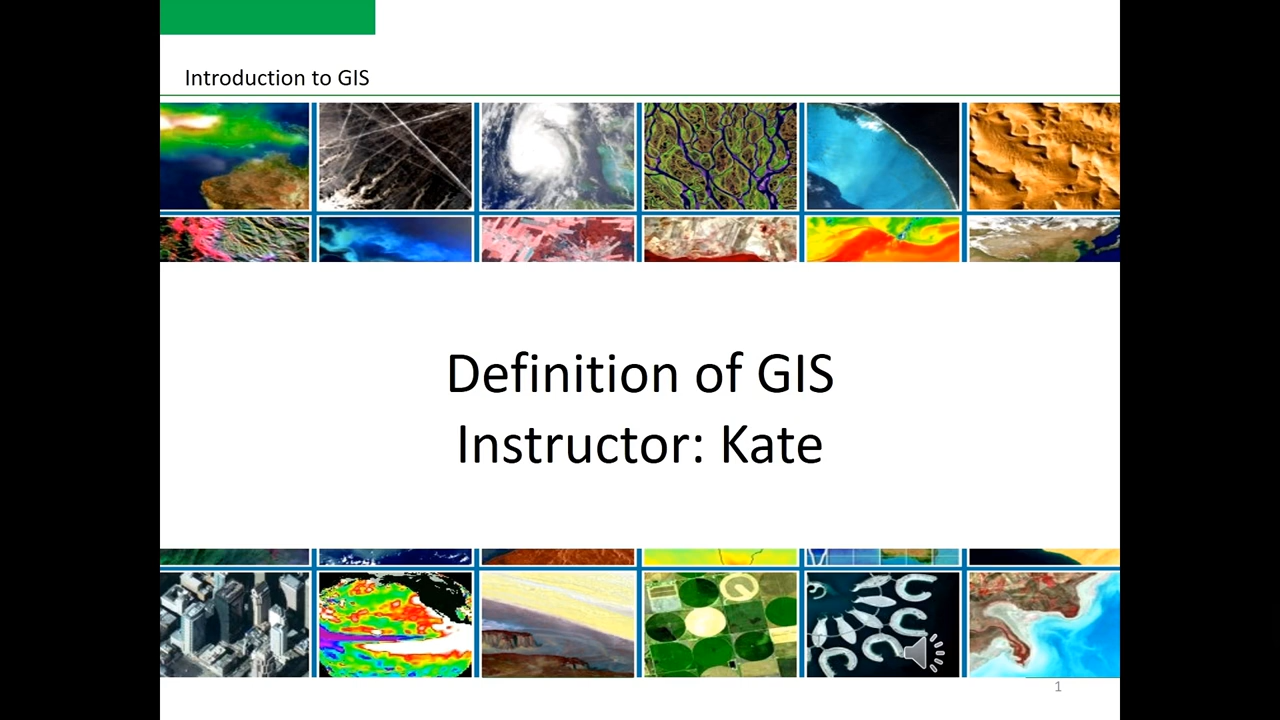 Introduction to GIS
Definition of GIS
Instructor: Kate
1